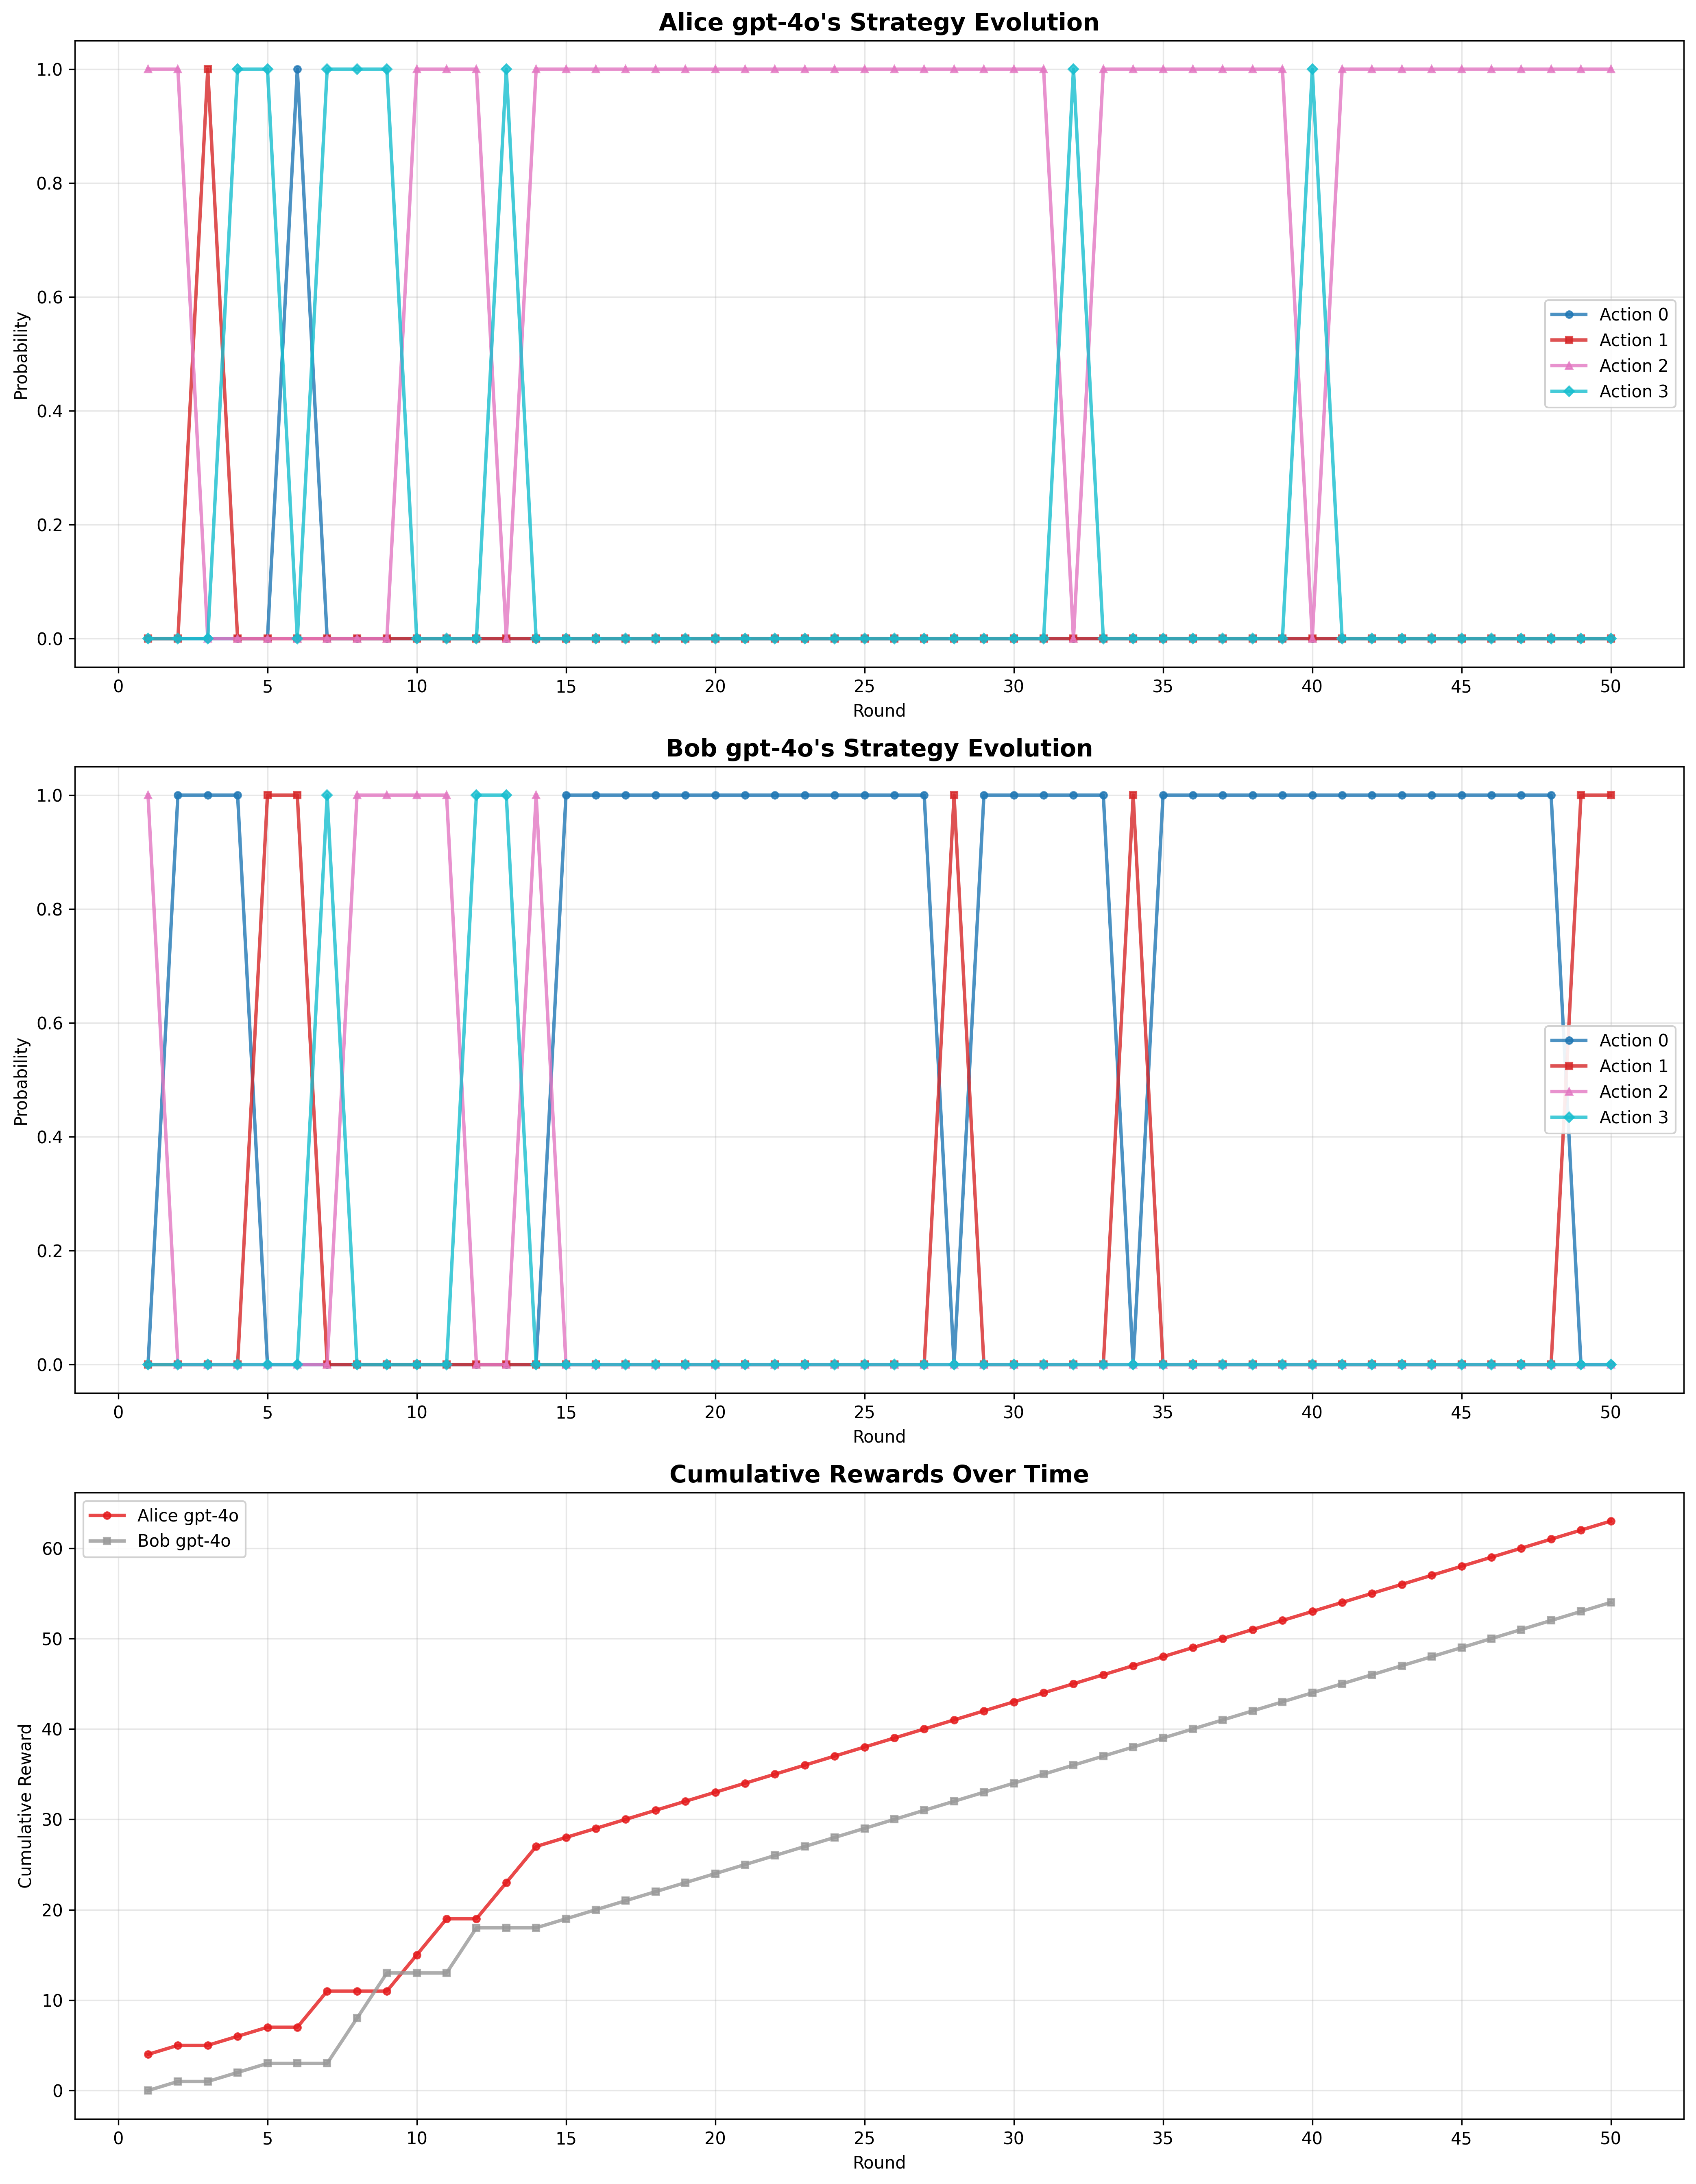 Alice gpt-4o's Strategy Evolution
1.0
0.8
0.6
0.4
0.2
0.0
Probability
Action 0
Action 1
Action 2
Action 3
0 5 10 15 20 25 30 35 40 45 50
Round
Bob gpt-4o's Strategy Evolution
1.0
0.8
0.6
0.4
0.2
0.0
Probability
Action 0
Action 1
Action 2
Action 3
0 5 10 15 20 25 30 35 40 45 50
Round
Cumulative Rewards Over Time
Alice gpt-4o
Bob gpt-4o
60
50
40
30
20
10
0
Cumulative Reward
0 5 10 15 20 25 30 35 40 45 50
Round